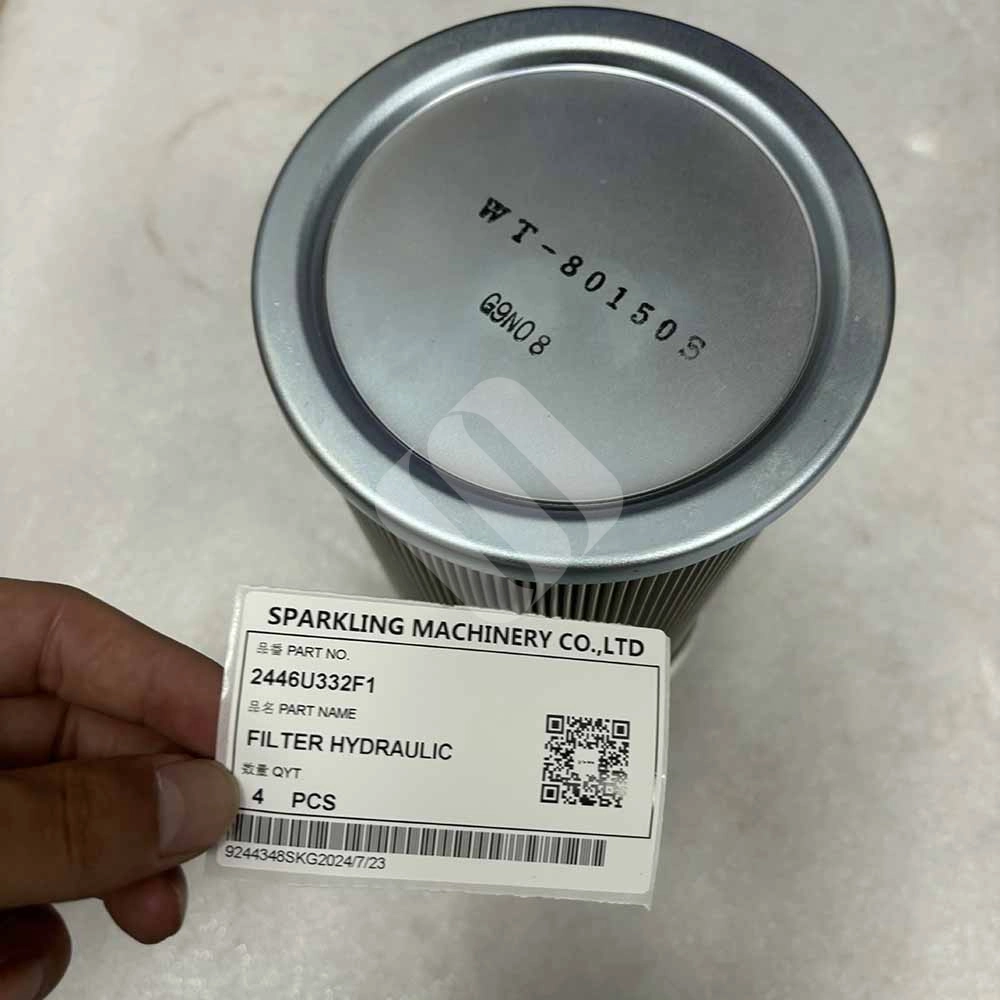 WT-80150S
G9N08
SPARKLING MACHINERY CO.,LTD
品番 PART NO.
2446U332F1
品名 PART NAME
FILTER HYDRAULIC
数量 QYT
4 PCS
9244348SKG2024/7/23